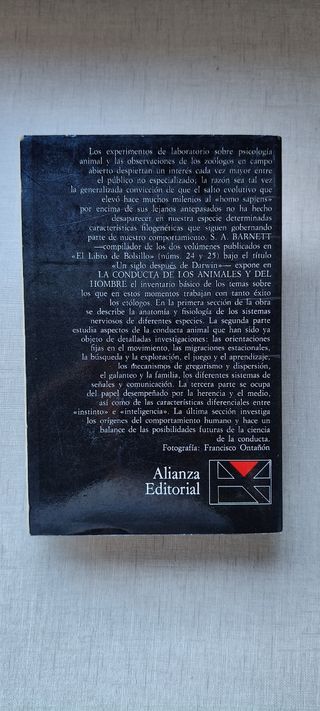 Los experimentos de laboratorio sobre psicología
animal y las observaciones de los zoólogos en campo
abierto despiertan un interés cada vez mayor entre
el público no especializado; la razón sea tal vez
la generalizada convicción de que el salto evolutivo que
elevó hace muchos milenios al «homo sapiens»
por encima de sus lejanos antepasados no ha hecho
desaparecer en nuestra especie determinadas
características filogenéticas que siguen gobernando
parte de nuestro comportamiento. S. A. BARNETT
—compilador de los dos volúmenes publicados en
«El Libro de Bolsillo» (núms. 24 y 25) bajo el título
«Un siglo después de Darwin»— expone en
LA CONDUCTA DE LOS ANIMALES Y DEL
HOMBRE el inventario básico de los temas sobre
los que en estos momentos trabajan con tanto éxito
los etólogos. En la primera sección de la obra
se describe la anatomía y fisiología de los sistemas
nerviosos de diferentes especies. La segunda parte
estudia aspectos de la conducta animal que han sido ya
objeto de detalladas investigaciones: las orientaciones
fijas en el movimiento, las migraciones estacionales,
la búsqueda y la exploración, el juego y el aprendizaje,
los mecanismos de gregarismo y dispersión,
el galanteo y la familia, los diferentes sistemas de
señales y comunicación. La tercera parte se ocupa
del papel desempeñado por la herencia y el medio,
así como de las características diferenciales entre
«instinto» e «inteligencia». La última sección investiga
los orígenes del comportamiento humano y hace un
balance de las posibilidades futuras de la ciencia
de la conducta.
Fotografía: Francisco Ontañón
Alianza
Editorial